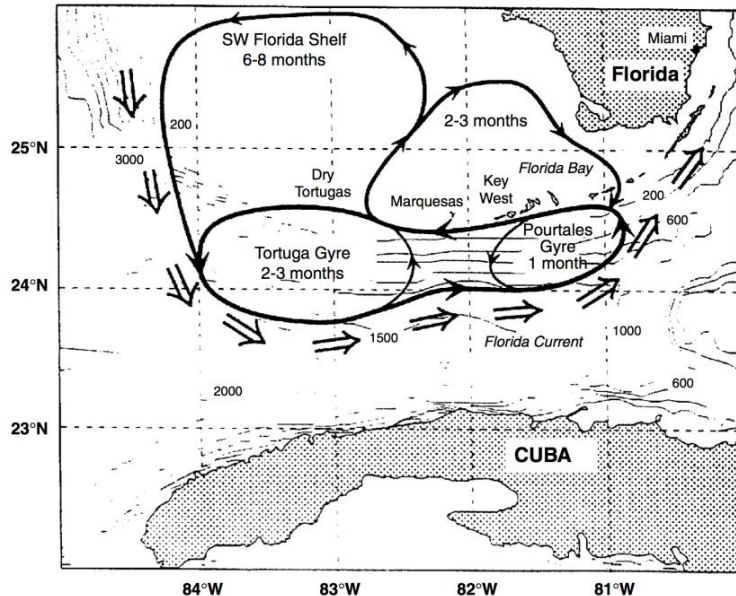 SW Florida Shelf
6-8 months
Miami
Florida
200
2-3 months
25°N
3000
Dry
Tortugas
Marquesas
Key
West
Florida Bay
200
600
Pourtales
Gyre
1 month
Tortuga Gyre
2-3 months
24°N
1500
Florida Current
1000
2000
600
23°N
CUBA
84°W
83°W
82°W
81°W